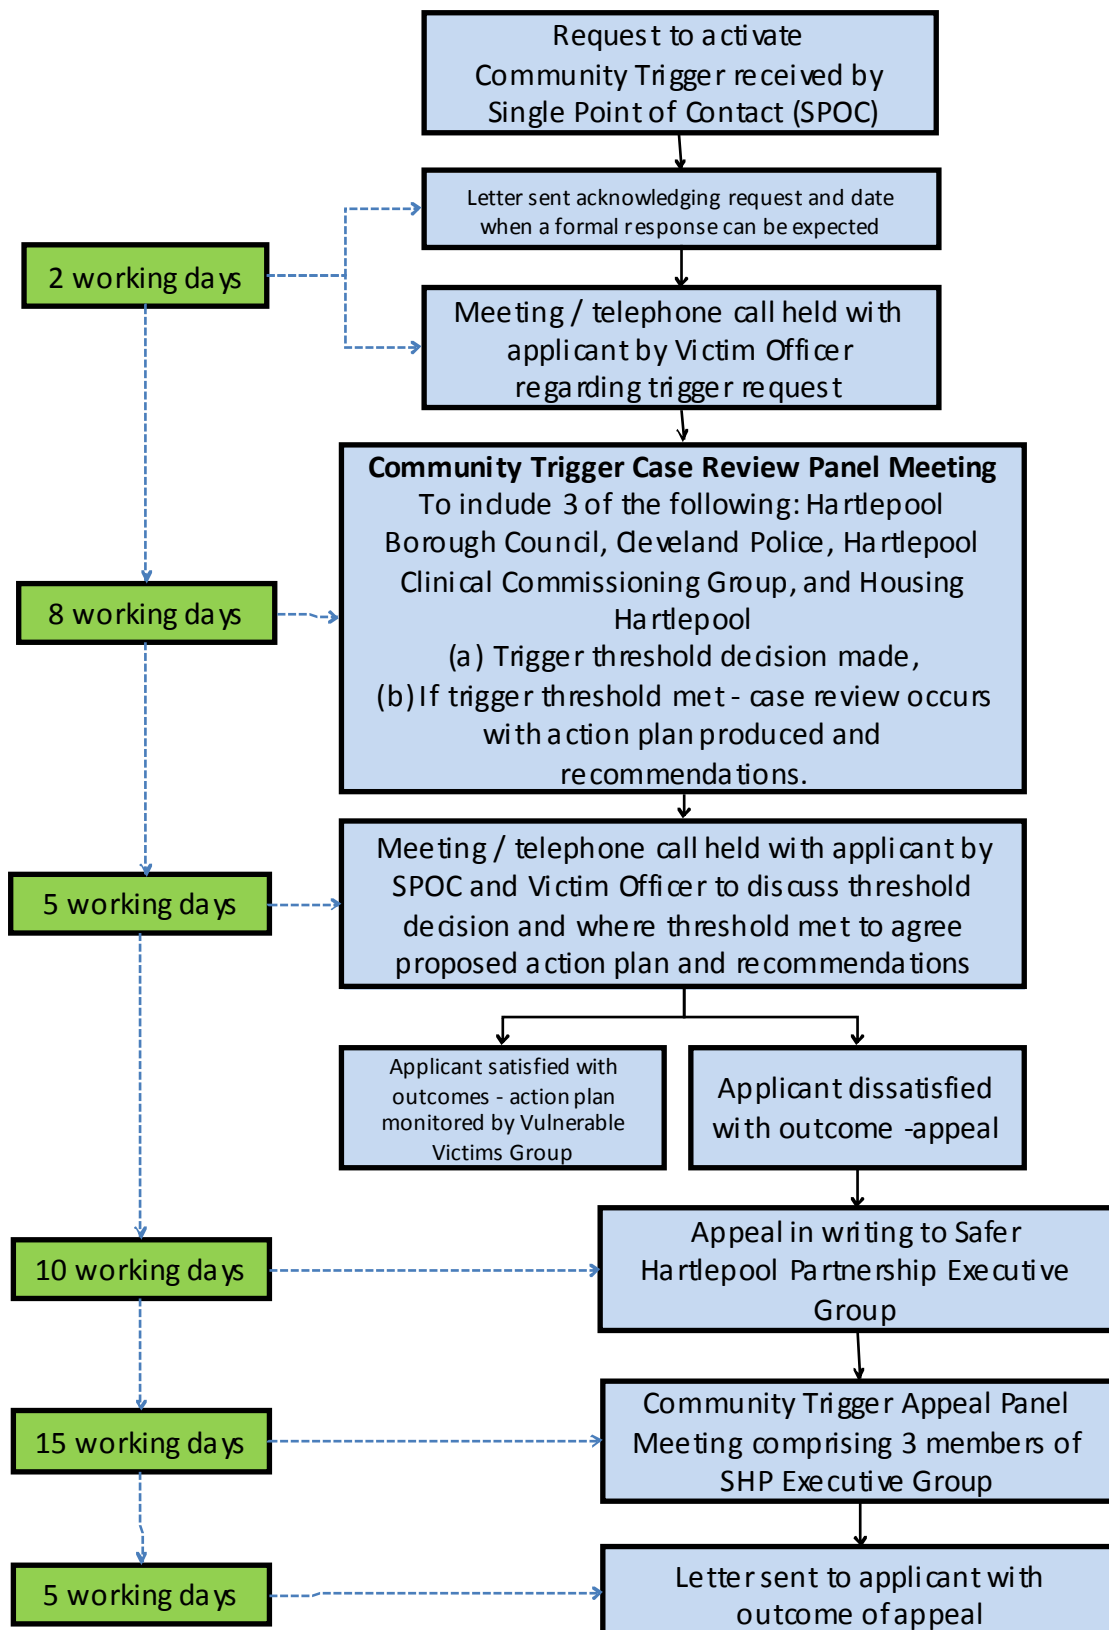 Request to activate
Community Trigger received by
Single Point of Contact (SPOC)
Letter sent acknowledging request and date
when a formal response can be expected
2 working days
Meeting / telephone call held with
applicant by Victim Officer
regarding trigger request
Community Trigger Case Review Panel Meeting
To include 3 of the following: Hartlepool
Borough Council, Cleveland Police, Hartlepool
Clinical Commissioning Group, and Housing
Hartlepool
(a) Trigger threshold decision made,
(b) If trigger threshold met - case review occurs
with action plan produced and
recommendations.
8 working days
Meeting / telephone call held with applicant by
SPOC and Victim Officer to discuss threshold
decision and where threshold met to agree
proposed action plan and recommendations
5 working days
Applicant satisfied with
outcomes - action plan
monitored by Vulnerable
Victims Group
Applicant dissatisfied
with outcome -appeal
10 working days
Appeal in writing to Safer
Hartlepool Partnership Executive
Group
15 working days
Community Trigger Appeal Panel
Meeting comprising 3 members of
SHP Executive Group
5 working days
Letter sent to applicant with
outcome of appeal